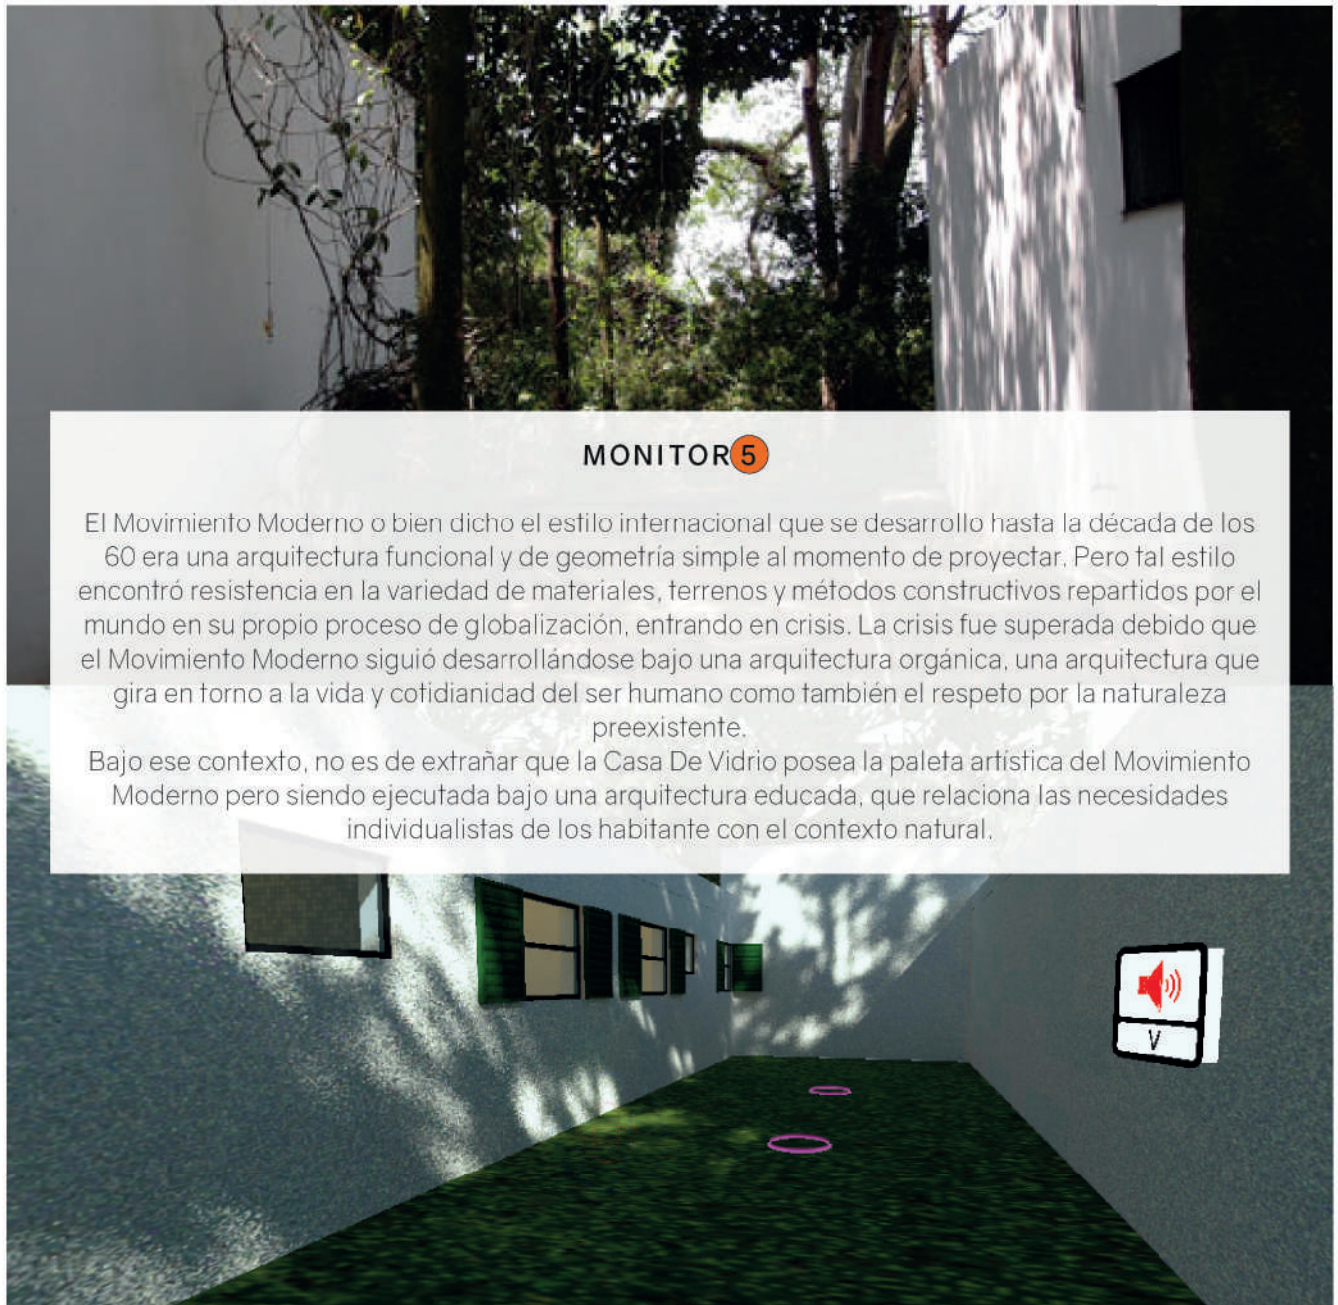 MONITOR 5
El Movimiento Moderno o bien dicho el estilo internacional que se desarrollo hasta la década de los
60 era una arquitectura funcional y de geometría simple al momento de proyectar. Pero tal estilo
encontró resistencia en la variedad de materiales, terrenos y métodos constructivos repartidos por el
mundo en su propio proceso de globalización, entrando en crisis. La crisis fue superada debido que
el Movimiento Moderno siguió desarrollándose bajo una arquitectura orgánica, una arquitectura que
gira en torno a la vida y cotidianidad del ser humano como también el respeto por la naturaleza
preexistente.
Bajo ese contexto, no es de extrañar que la Casa De Vidrio posea la paleta artística del Movimiento
Moderno pero siendo ejecutada bajo una arquitectura educada, que relaciona las necesidades
individualistas de los habitante con el contexto natural.
V